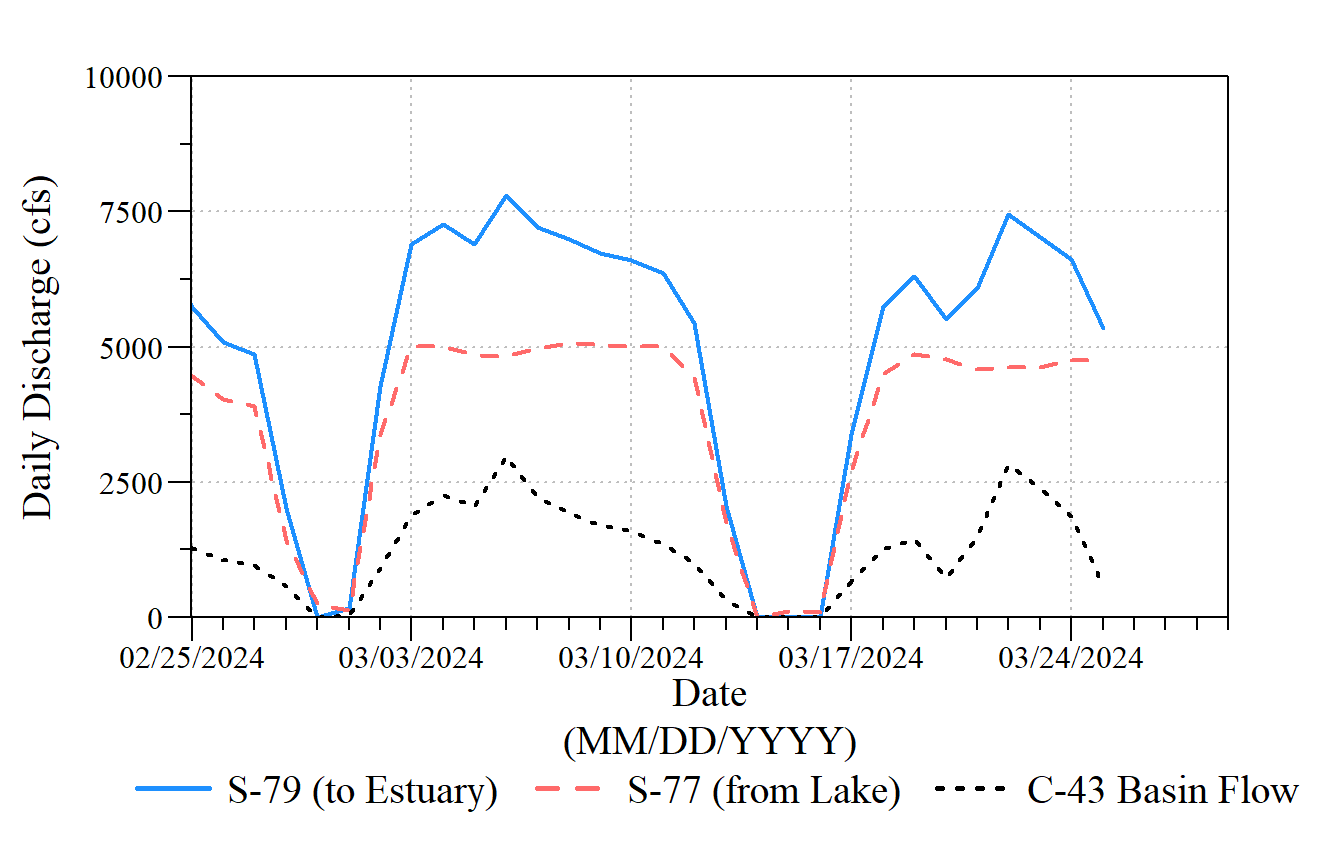 10000
7500
5000
2500
0
Daily Discharge (cfs)
02/25/2024 03/03/2024 03/10/2024 03/17/2024 03/24/2024
Date
(MM/DD/YYYY)
S-79 (to Estuary) S-77 (from Lake) C-43 Basin Flow